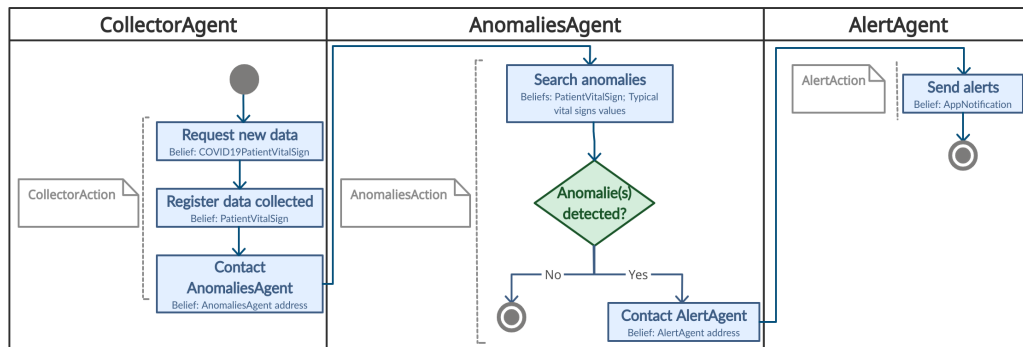 CollectorAgent
AnomaliesAgent
AlertAgent
Request new data
Belief: COVID19PatientVitalSign
CollectorAction
Register data collected
Belief: PatientVitalSign
Contact
AnomaliesAgent
Belief: AnomaliesAgent address
Search anomalies
Beliefs: PatientVitalSign; Typical
vital signs values
AnomaliesAction
Anomalie(s)
detected?
No
Yes
Contact AlertAgent
Belief: AlertAgent address
AlertAction
Send alerts
Belief: AppNotification